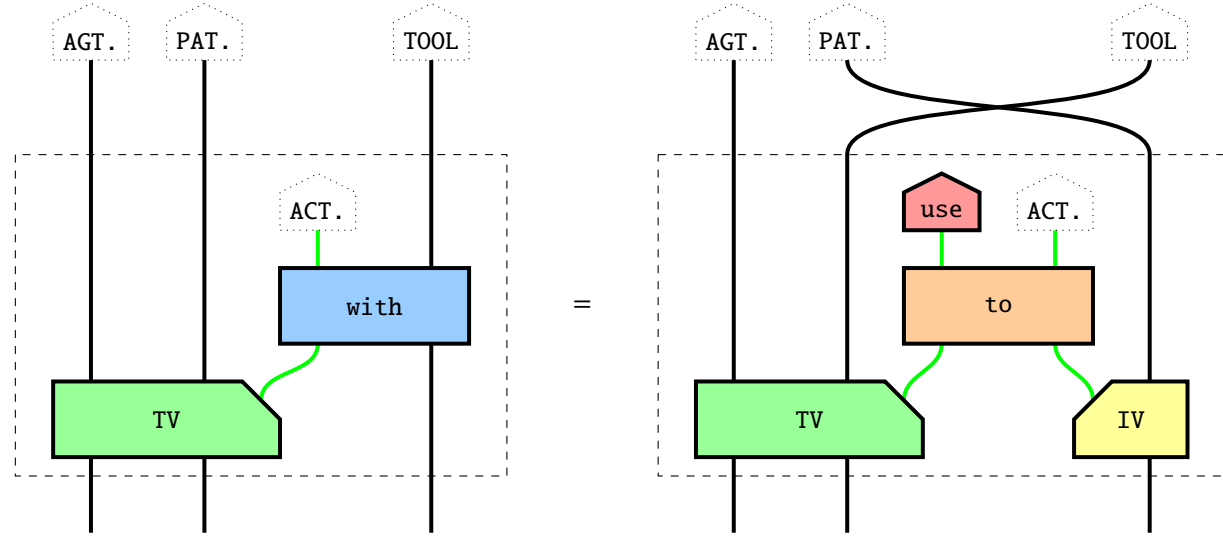 AGT. PAT. TOOL AGT. PAT. TOOL
ACT. use ACT.
with = to
TV TV IV